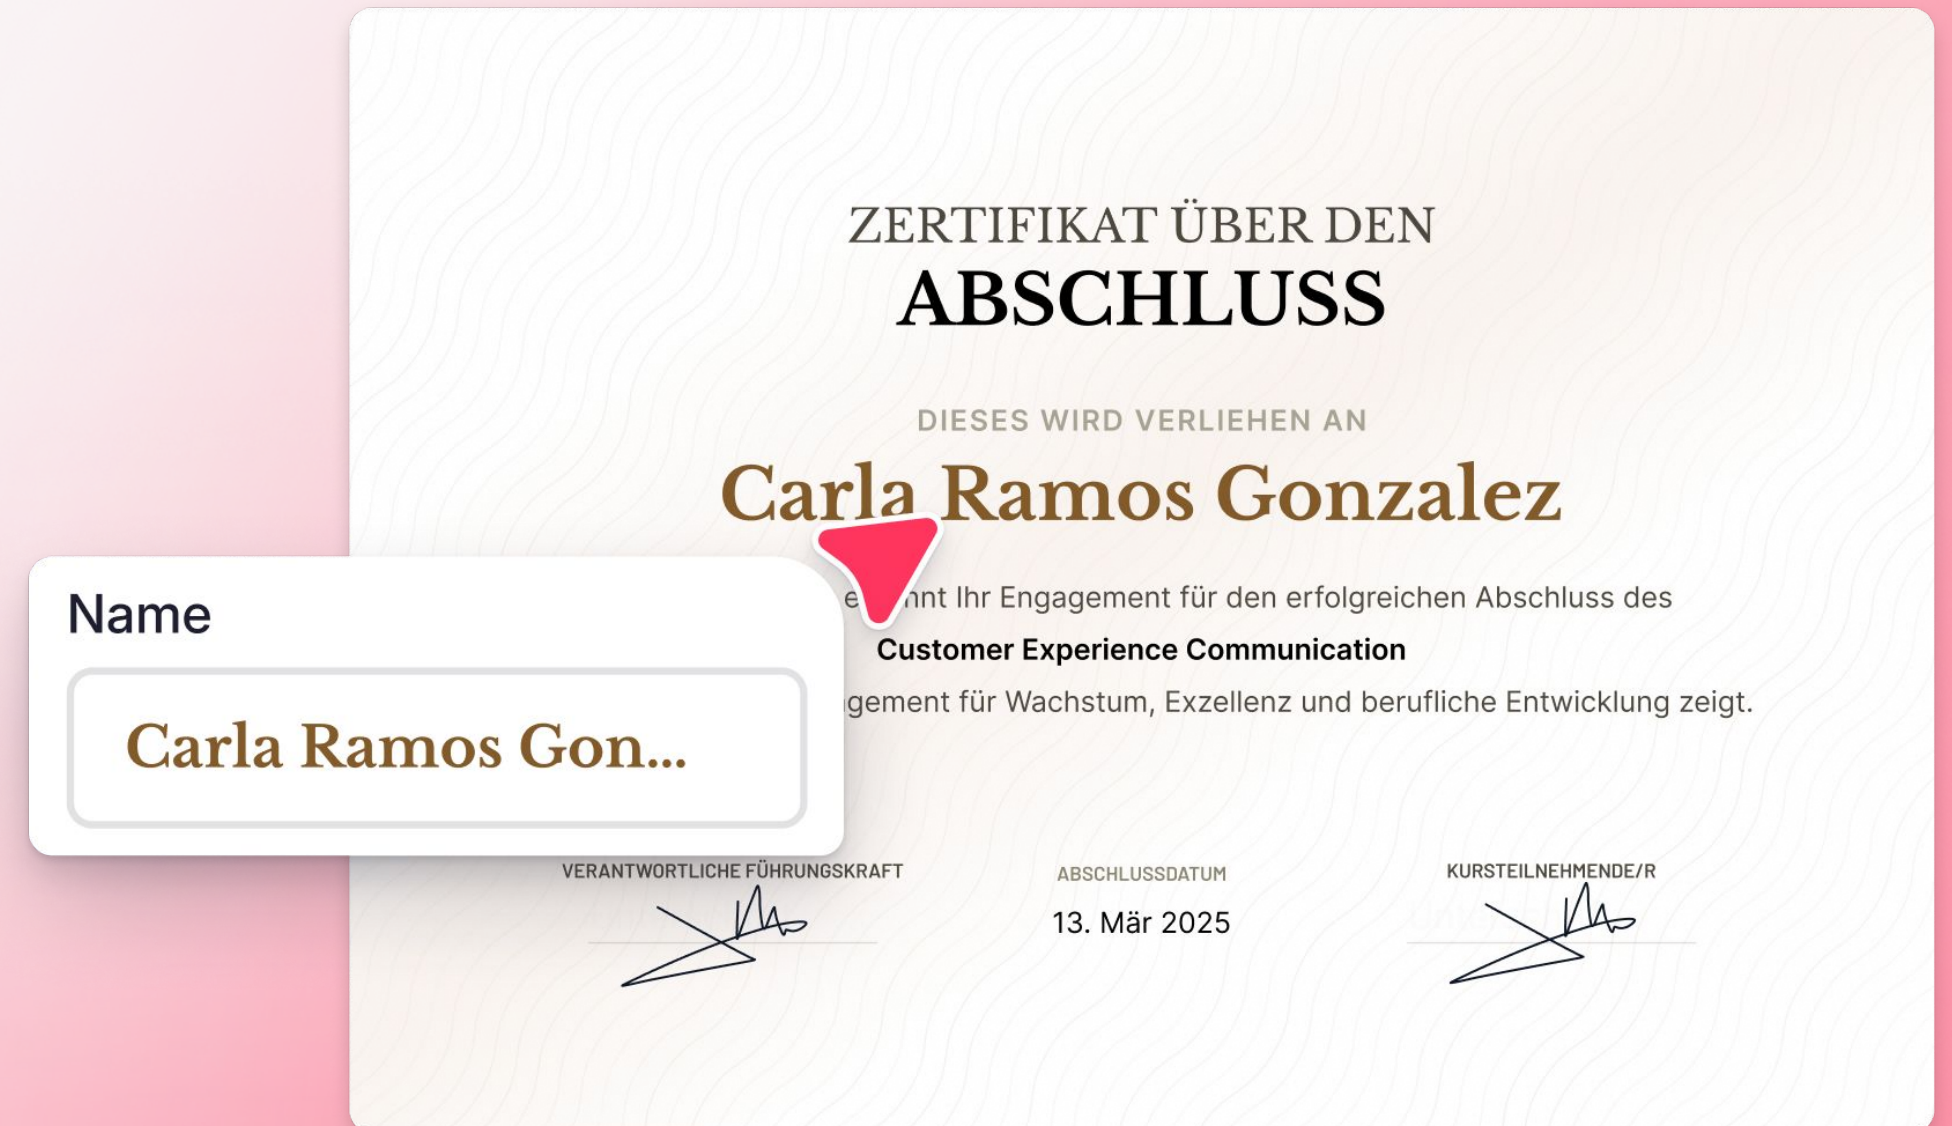 ZERTIFIKAT ÜBER DEN
ABSCHLUSS
DIESES WIRD VERLIEHEN AN
Carla Ramos Gonzalez
Ihr Engagement für den erfolgreichen Abschluss des
Customer Experience Communication
für Wachstum, Exzellenz und berufliche Entwicklung zeigt.
Name
Carla Ramos Gon...
VERANTWORTLICHE FÜHRUNGSKRAFT
ABSCHLUSSDATUM
13. Mär 2025
KURSTEILNEHMENDE/R